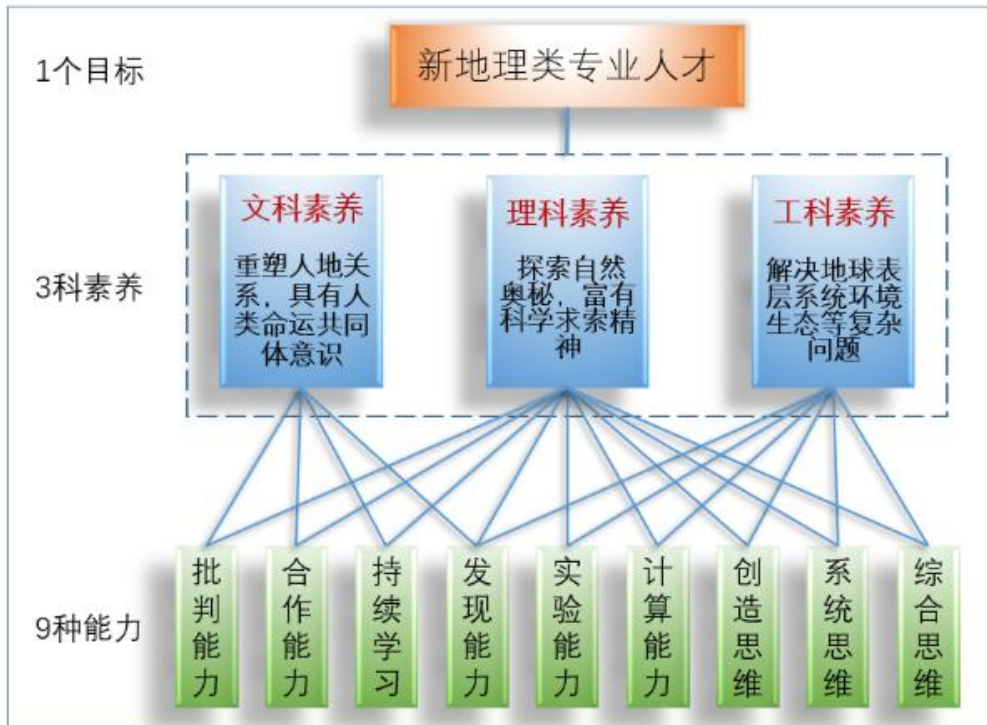 1个目标
新地理类专业人才
3科素养
文科素养
重塑人地关
系，具有人
类命运共同
体意识
理科素养
探索自然
奥秘，富有
科学求索精
神
工科素养
解决地球表
层系统环境
生态等复杂
问题
9种能力
批判能力
合作能力
持续学习
发现能力
实验能力
计算能力
创造思维
系统思维
综合思维